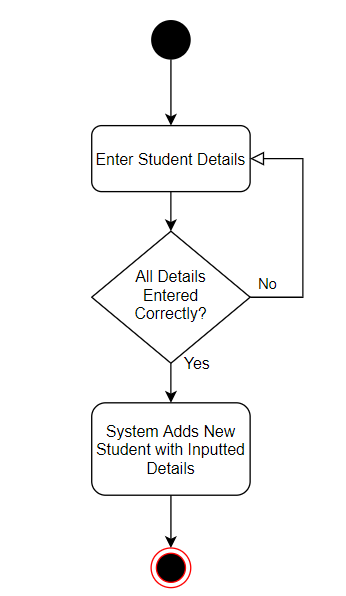 Enter Student Details
All Details
Entered
Correctly?
No
Yes
System Adds New
Student with Inputted
Details